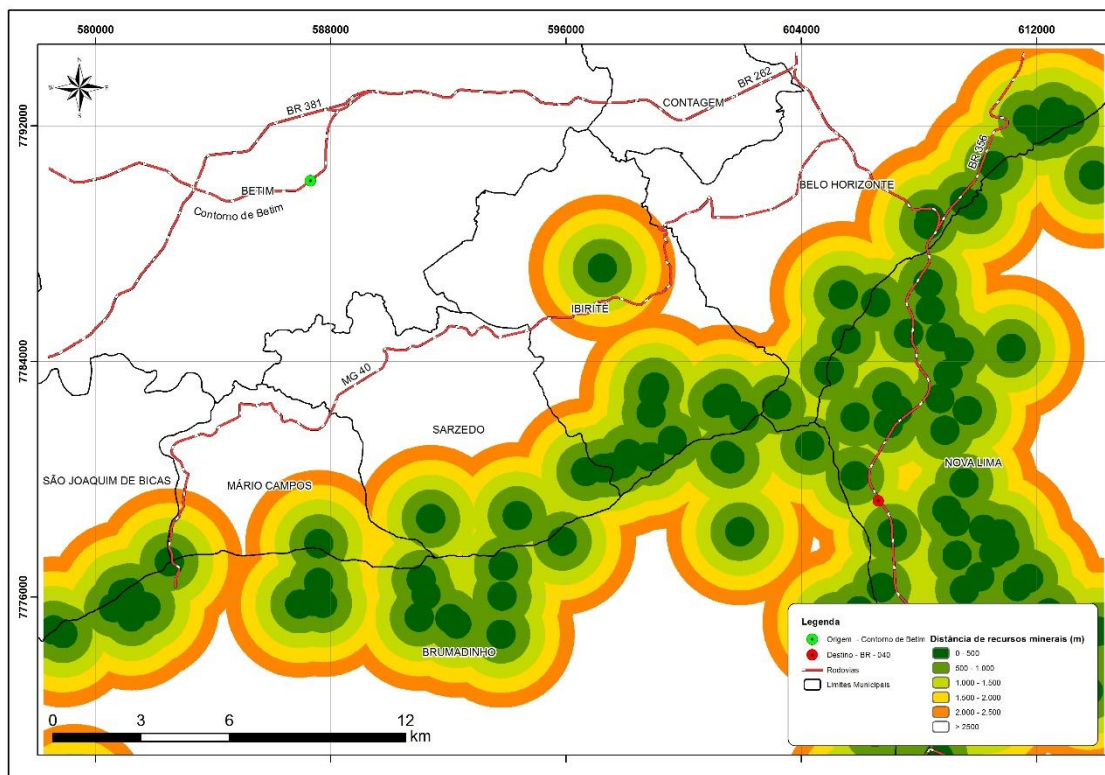 580000 588000 596000 604000 612000
N
W E
S
BR 262
BR 381
CONTAGEM
7792000
BR 356
BETIM
BELO HORIZONTE
Contorno de Betim
IBIRITÉ
7784000
MG 40
SARZEDO
SÃO JOAQUIM DE BICAS
MÁRIO CAMPOS
NOVA LIMA
7776000
BRUMADINHO
0 3 6 12
km
Legenda
Origem - Contorno de Betim
Destino - BR - 040
Rodovias
Limites Municipais
Distância de recursos minerais (m)
0 - 500
500 - 1.000
1.000 - 1.500
1.500 - 2.000
2.000 - 2.500
> 2500